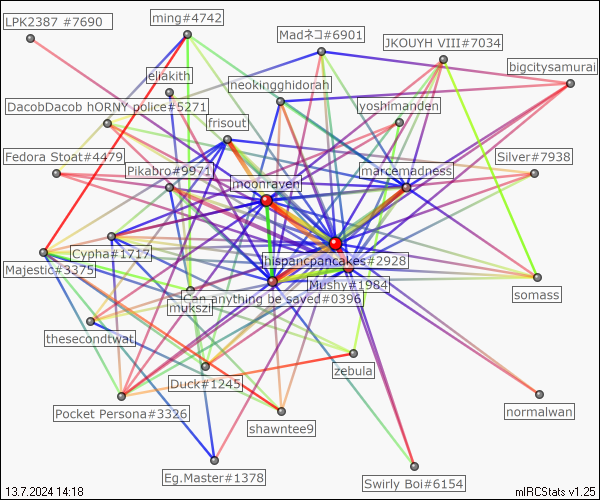 LPK2387 #7690
ming#4742
Madネコ#6901
JKOUYH VIII#7034
bigcitysamurai
eliakith
neokingghidorah
DacobDacob hORNY police#5271
yoshimanden
frisout
Fedora Stoat#4479
Silver#7938
Pikabro#9971
marcemadness
moonraven
Cypha#1717
hispancpancakes#2928
Majestic#3375
Mushy#1984
somass
Can anything be saved#0396
mukszi
thesecondtwat
zebula
Duck#1245
normalwan
Pocket Persona#3326
shawntee9
Eg.Master#1378
Swirly Boi#6154
13.7.2024 14:18
mIRCStats v1.25